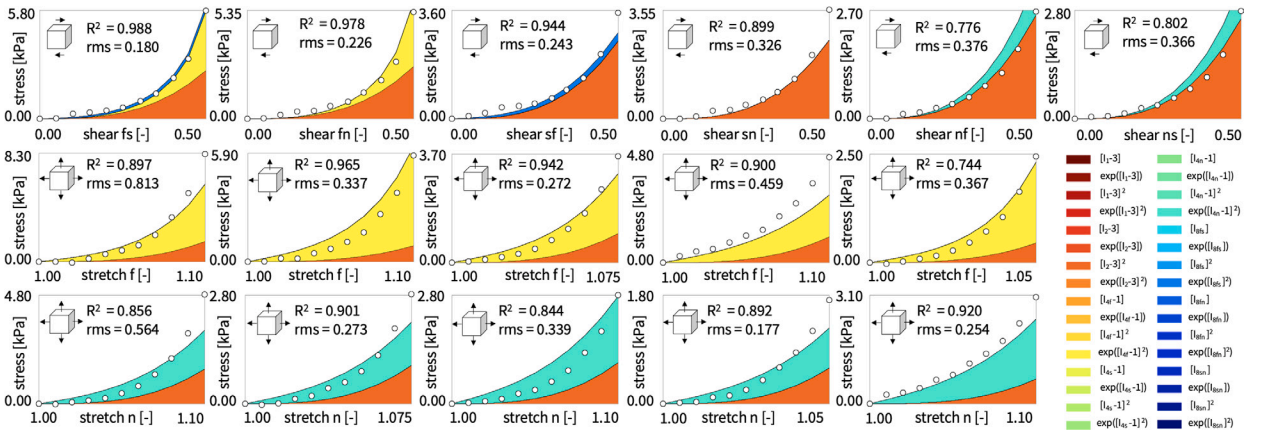 5.80
stress [kPa]
0.00
R² = 0.988
rms = 0.180
0.00
shear fs [-]
0.50
5.35
stress [kPa]
0.00
R² = 0.978
rms = 0.226
0.00
shear fn [-]
0.50
3.60
stress [kPa]
0.00
R² = 0.944
rms = 0.243
0.00
shear sf [-]
0.50
3.55
stress [kPa]
0.00
R² = 0.899
rms = 0.326
0.00
shear sn [-]
0.50
2.70
stress [kPa]
0.00
R² = 0.776
rms = 0.376
0.00
shear nf [-]
0.50
2.80
stress [kPa]
0.00
R² = 0.802
rms = 0.366
0.00
shear ns [-]
0.50
8.30
stress [kPa]
0.00
R² = 0.897
rms = 0.813
1.00
stretch f [-]
1.10
5.90
stress [kPa]
0.00
R² = 0.965
rms = 0.337
1.00
stretch f [-]
1.10
3.70
stress [kPa]
0.00
R² = 0.942
rms = 0.272
1.00
stretch f [-]
1.075
4.80
stress [kPa]
0.00
R² = 0.900
rms = 0.459
1.00
stretch f [-]
1.10
2.50
stress [kPa]
0.00
R² = 0.744
rms = 0.367
1.00
stretch f [-]
1.05
4.80
stress [kPa]
0.00
R² = 0.856
rms = 0.564
1.00
stretch n [-]
1.10
2.80
stress [kPa]
0.00
R² = 0.901
rms = 0.273
1.00
stretch n [-]
1.075
2.80
stress [kPa]
0.00
R² = 0.844
rms = 0.339
1.00
stretch n [-]
1.10
1.80
stress [kPa]
0.00
R² = 0.892
rms = 0.177
1.00
stretch n [-]
1.05
3.10
stress [kPa]
0.00
R² = 0.920
rms = 0.254
1.00
stretch n [-]
1.10
[I₁-3]
exp([I₁-3])
[I₁-3]²
exp([I₁-3]²)
[I₂-3]
exp([I₂-3])
[I₂-3]²
exp([I₂-3]²)
[I₄f-1]
exp([I₄f-1])
[I₄f-1]²
exp([I₄f-1]²)
[I₄s-1]
exp([I₄s-1])
[I₄s-1]²
exp([I₄s-1]²)
[I₄n-1]
exp([I₄n-1])
[I₄n-1]²
exp([I₄n-1]²)
[I₈fs]
exp([I₈fs])
[I₈fs]²
exp([I₈fs]²)
[I₈fn]
exp([I₈fn])
[I₈fn]²
exp([I₈fn]²)
[I₈sn]
exp([I₈sn])
[I₈sn]²
exp([I₈sn]²)